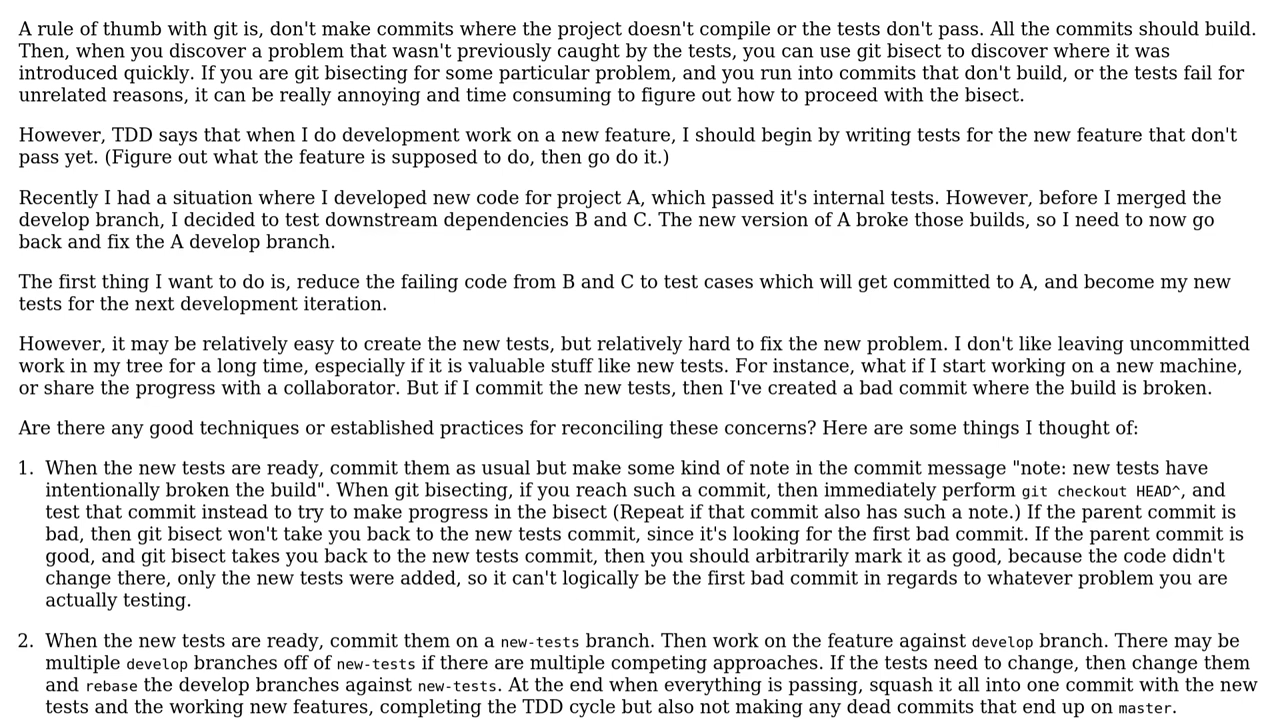 A rule of thumb with git is, don't make commits where the project doesn't compile or the tests don't pass. All the commits should build.
Then, when you discover a problem that wasn't previously caught by the tests, you can use git bisect to discover where it was
introduced quickly. If you are git bisecting for some particular problem, and you run into commits that don't build, or the tests fail for
unrelated reasons, it can be really annoying and time consuming to figure out how to proceed with the bisect.
However, TDD says that when I do development work on a new feature, I should begin by writing tests for the new feature that don't
pass yet. (Figure out what the feature is supposed to do, then go do it.)
Recently I had a situation where I developed new code for project A, which passed it's internal tests. However, before I merged the
develop branch, I decided to test downstream dependencies B and C. The new version of A broke those builds, so I need to now go
back and fix the A develop branch.
The first thing I want to do is, reduce the failing code from B and C to test cases which will get committed to A, and become my new
tests for the next development iteration.
However, it may be relatively easy to create the new tests, but relatively hard to fix the new problem. I don't like leaving uncommitted
work in my tree for a long time, especially if it is valuable stuff like new tests. For instance, what if I start working on a new machine,
or share the progress with a collaborator. But if I commit the new tests, then I've created a bad commit where the build is broken.
Are there any good techniques or established practices for reconciling these concerns? Here are some things I thought of:
1. When the new tests are ready, commit them as usual but make some kind of note in the commit message "note: new tests have
intentionally broken the build". When git bisecting, if you reach such a commit, then immediately perform git checkout HEAD^, and
test that commit instead to try to make progress in the bisect (Repeat if that commit also has such a note.) If the parent commit is
bad, then git bisect won't take you back to the new tests commit, since it's looking for the first bad commit. If the parent commit is
good, and git bisect takes you back to the new tests commit, then you should arbitrarily mark it as good, because the code didn't
change there, only the new tests were added, so it can't logically be the first bad commit in regards to whatever problem you are
actually testing.
2. When the new tests are ready, commit them on a new-tests branch. Then work on the feature against develop branch. There may be
multiple develop branches off of new-tests if there are multiple competing approaches. If the tests need to change, then change them
and rebase the develop branches against new-tests. At the end when everything is passing, squash it all into one commit with the new
tests and the working new features, completing the TDD cycle but also not making any dead commits that end up on master.